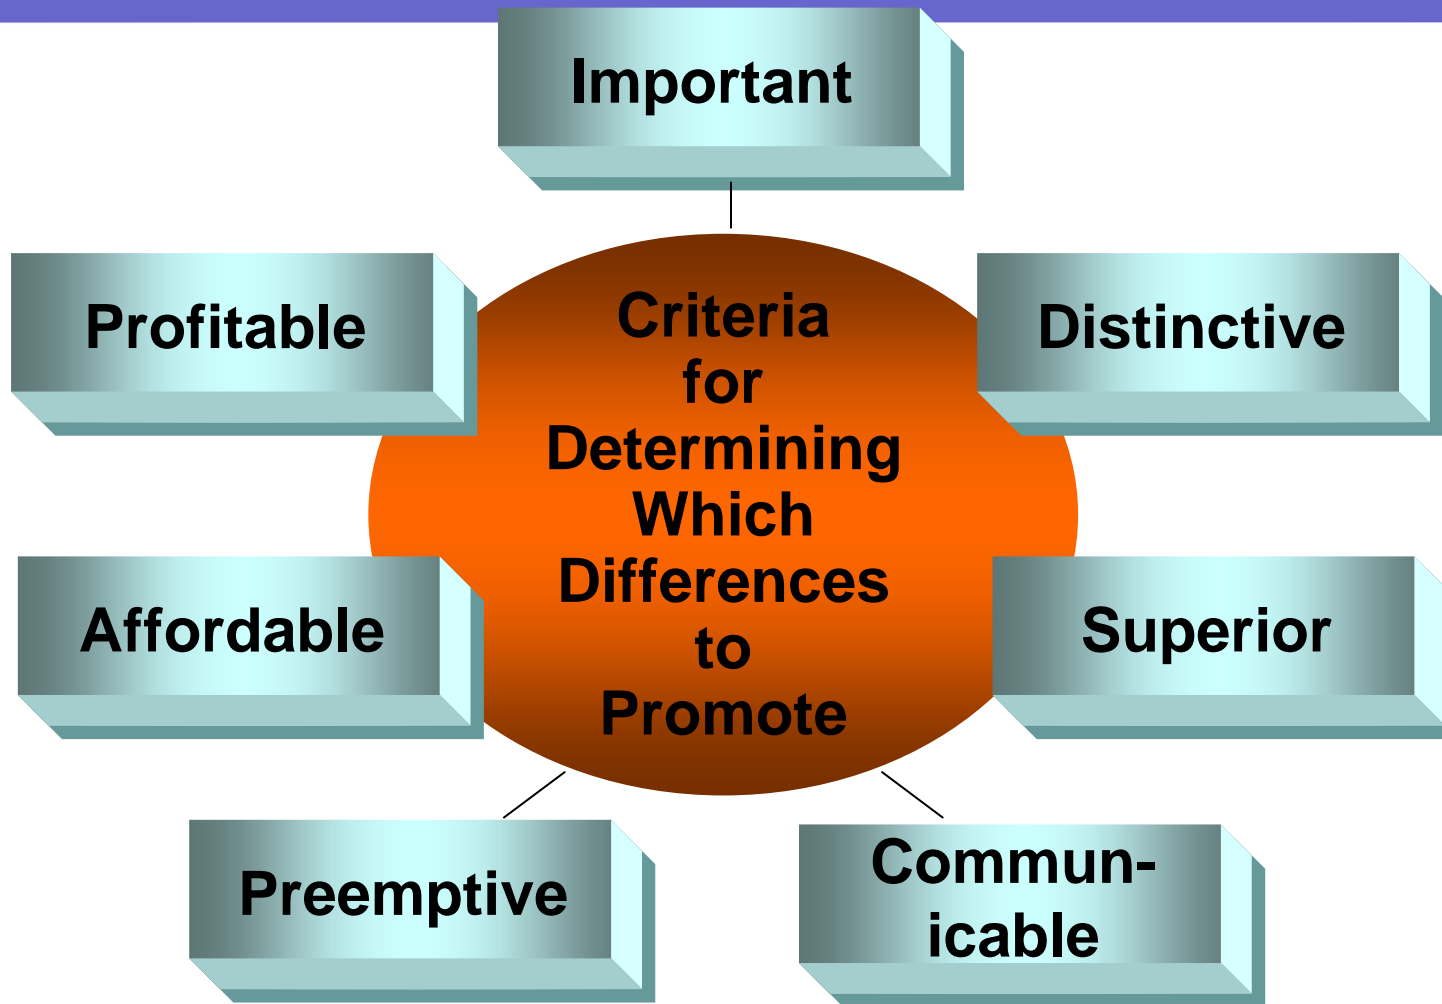 Important
Profitable
Criteria
for
Determining
Which
Differences
to
Promote
Distinctive
Affordable
Superior
Preemptive
Commun-
icable